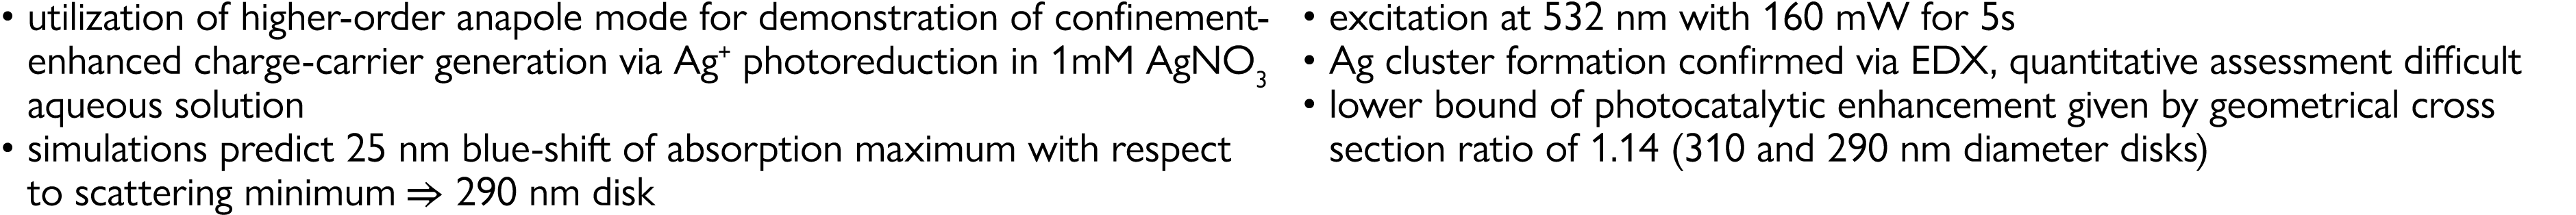 • utilization of higher-order anapole mode for demonstration of confinement-
enhanced charge-carrier generation via Ag⁺ photoreduction in 1mM AgNO₃
aqueous solution
• simulations predict 25 nm blue-shift of absorption maximum with respect
to scattering minimum ⇒ 290 nm disk
• excitation at 532 nm with 160 mW for 5s
• Ag cluster formation confirmed via EDX, quantitative assessment difficult
• lower bound of photocatalytic enhancement given by geometrical cross
section ratio of 1.14 (310 and 290 nm diameter disks)